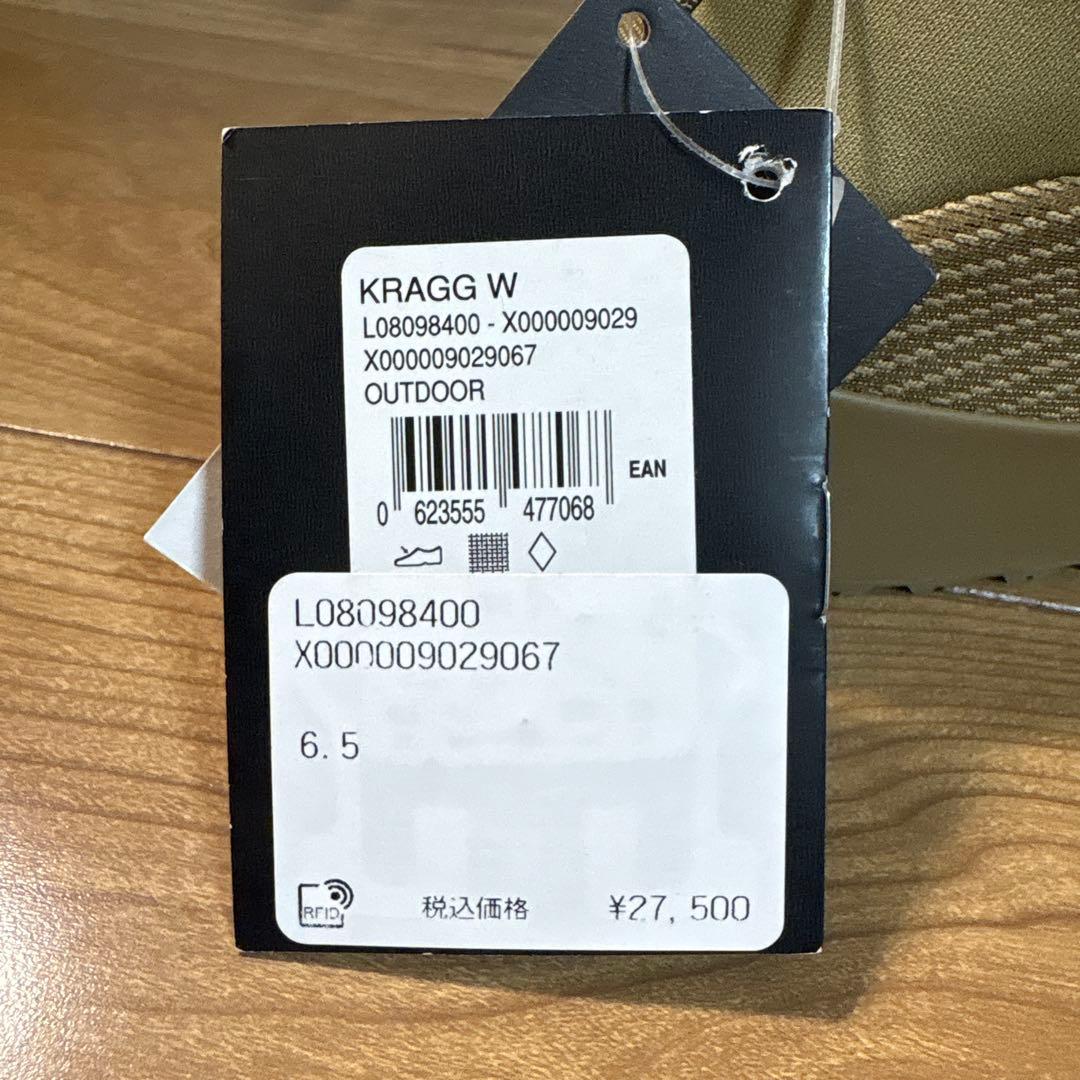 KRAGG W
L08098400 - X000009029
X000009029067
OUTDOOR
EAN
0 623555 477068
L08098400
X000009029067
6.5
RFID
税込価格 ¥27,500